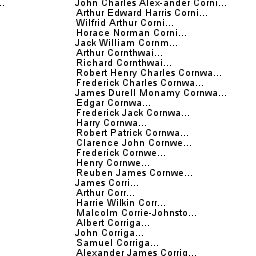 John Charles Alex-ander Corni...
Arthur Edward Harris Corni...
Wilfrid Arthur Corni...
Horace Norman Corni...
Jack William Cornm...
Arthur Cornthwai...
Richard Cornthwai...
Robert Henry Charles Cornwa...
Frederick Charles Cornwa...
James Durell Monamy Cornwa...
Edgar Cornwa...
Frederick Jack Cornwa...
Harry Cornwa...
Robert Patrick Cornwa...
Clarence John Cornwe...
Frederick Cornwe...
Henry Cornwe...
Reuben James Cornwe...
James Corri...
Arthur Corr...
Harrie Wilkin Corr...
Malcolm Corrie-Johnsto...
Albert Corriga...
John Corriga...
Samuel Corriga...
Alexander James Corrig...